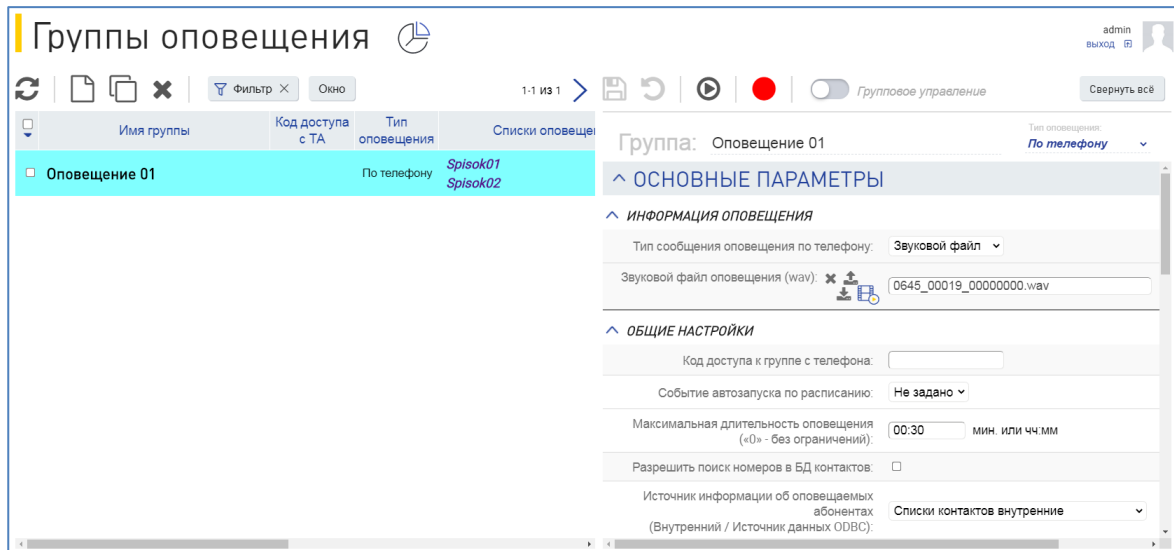 Группы оповещения
admin
выход
Фильтр × Окно
1-1 из 1
Групповое управление
Свернуть всё
Имя группы
Код доступа
с ТА
Тип
оповещения
Списки оповещен
Оповещение 01
По телефону
Spisok01
Spisok02
Группа: Оповещение 01
Тип оповещения:
По телефону
ОСНОВНЫЕ ПАРАМЕТРЫ
ИНФОРМАЦИЯ ОПОВЕЩЕНИЯ
Тип сообщения оповещения по телефону: Звуковой файл
Звуковой файл оповещения (wav): 0645_00019_00000000.wav
ОБЩИЕ НАСТРОЙКИ
Код доступа к группе с телефона:
Событие автозапуска по расписанию: Не задано
Максимальная длительность оповещения
(«0» - без ограничений): 00:30 мин. или чч:мм
Разрешить поиск номеров в БД контактов:
Источник информации об оповещаемых
абонентах
(Внутренний / Источник данных ODBC): Списки контактов внутренние